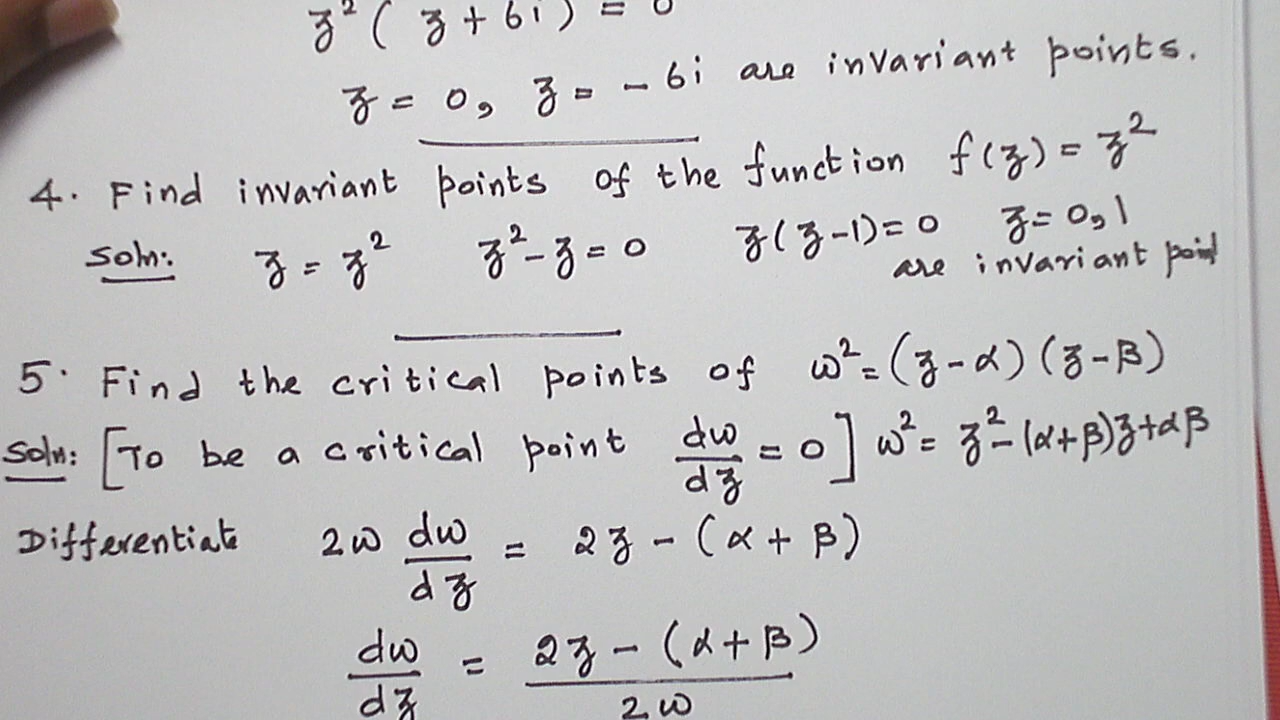 z²(z + 6i) = 0
z = 0, z = -6i are invariant points.
4. Find invariant points of the function f(z) = z²
Soln: z = z² z² - z = 0 z(z-1) = 0 z = 0, 1
are invariant point
5. Find the critical points of ω² = (z-α)(z-β)
Soln: [To be a critical point dω/dz = 0] ω² = z² - (α+β)z + αβ
Differentiate 2ω dω/dz = 2z - (α + β)
dω/dz = 2z - (α + β) / 2ω